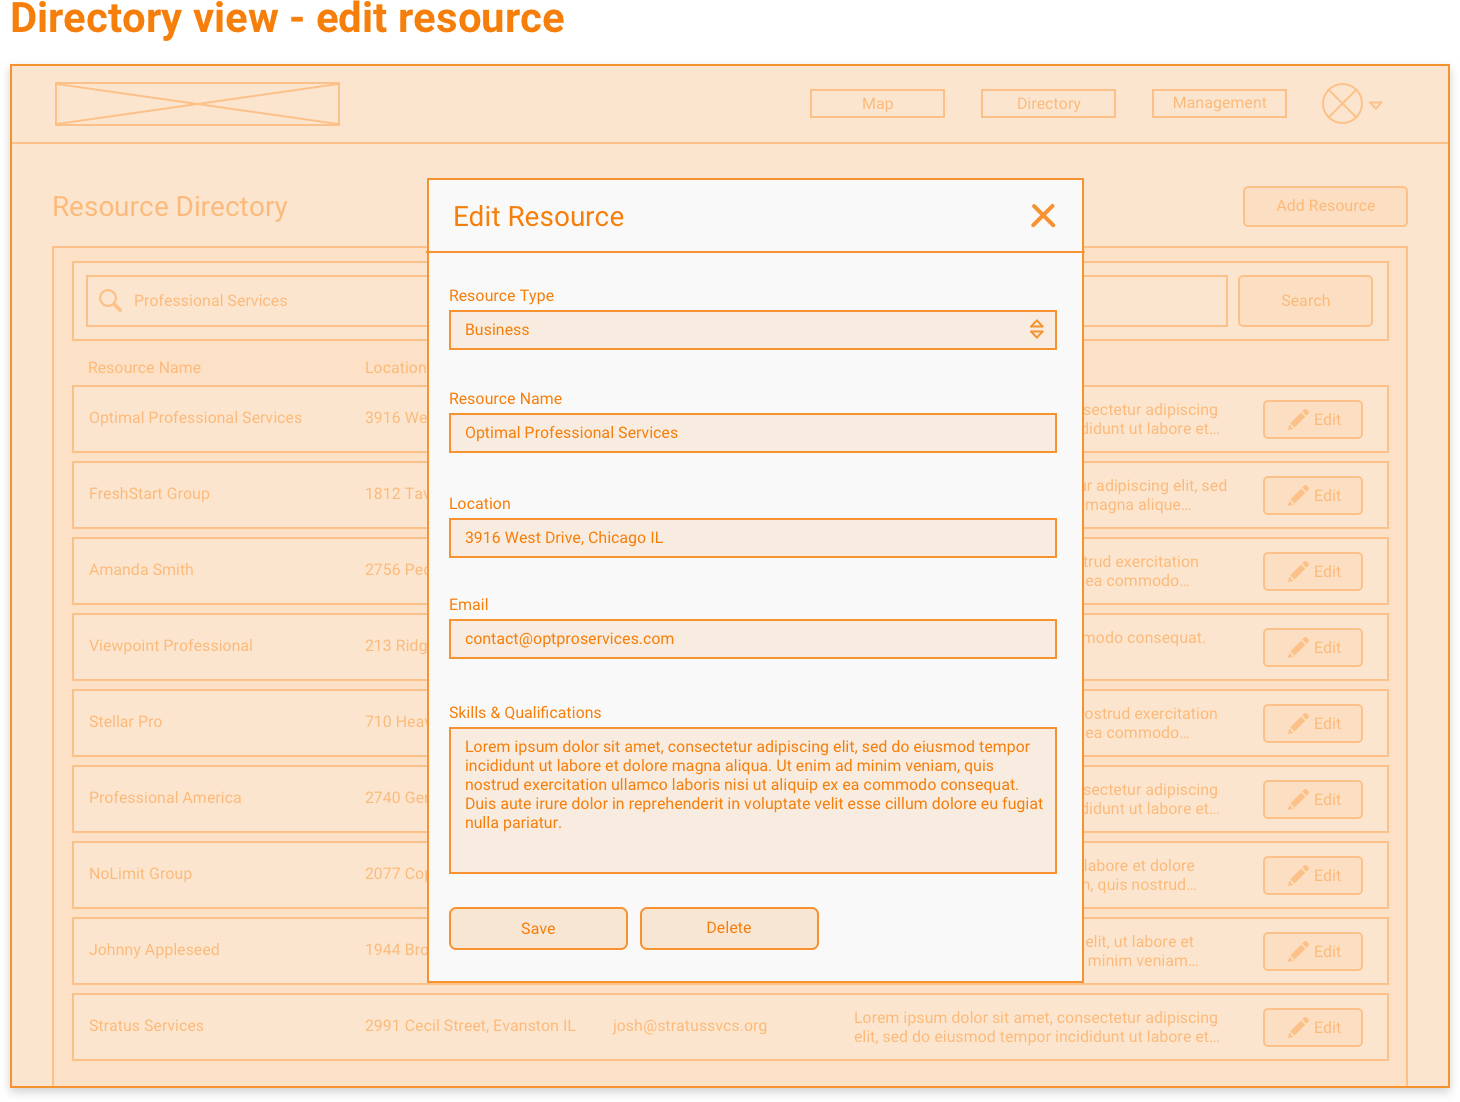 Directory view - edit resource
Map
Directory
Management
Resource Directory
Add Resource
Edit Resource
Professional Services
Search
Resource Name
Location
Resource Type
Business
Resource Name
Optimal Professional Services
Location
3916 West Drive, Chicago IL
Email
contact@optproservices.com
Skills & Qualifications
Lorem ipsum dolor sit amet, consectetur adipiscing elit, sed do eiusmod tempor
incididunt ut labore et dolore magna aliqua. Ut enim ad minim veniam, quis
nostrud exercitation ullamco laboris nisi ut aliquip ex ea commodo consequat.
Duis aute irure dolor in reprehenderit in voluptate velit esse cillum dolore eu fugiat
nulla pariatur.
Save
Delete
Optimal Professional Services
3916 We
sectetur adipiscing
didunt ut labore et...
Edit
FreshStart Group
1812 Tav
r adipiscing elit, sed
magna alique...
Edit
Amanda Smith
2756 Pec
trud exercitation
ea commodo...
Edit
Viewpoint Professional
213 Ridg
modo consequat.
Edit
Stellar Pro
710 Heav
ostrud exercitation
ea commodo...
Edit
Professional America
2740 Ger
sectetur adipiscing
didunt ut labore et...
Edit
NoLimit Group
2077 Cop
labore et dolore
, quis nostrud...
Edit
Johnny Appleseed
1944 Bro
elit, ut labore et
minim veniam...
Edit
Stratus Services
2991 Cecil Street, Evanston IL
josh@stratussvcs.org
Lorem ipsum dolor sit amet, consectetur adipiscing
elit, sed do eiusmod tempor incididunt ut labore et...
Edit